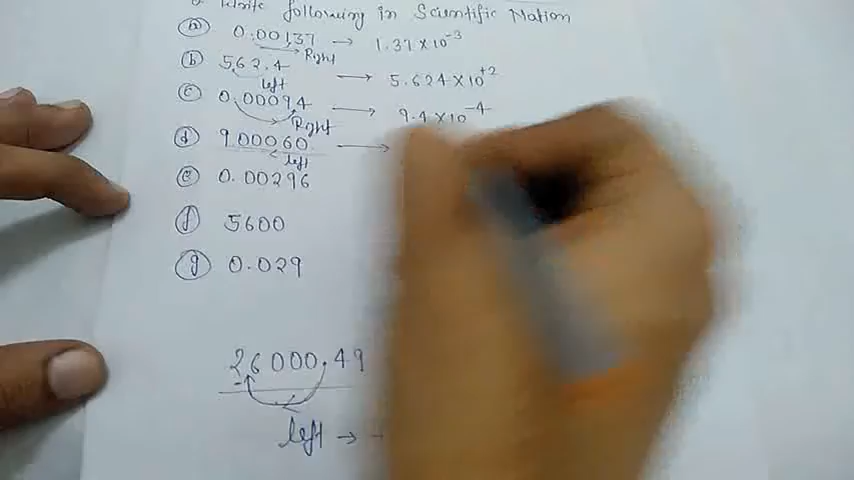 Write following in Scientific Nation
(a) 0.00137 → 1.37×10⁻³
Right
(b) 562.4 → 5.624×10⁺²
left
(c) 0.00094 → 9.4×10⁻⁴
Right
(d) 900060. →
left
(e) 0.00296
(f) 5600
(g) 0.029
26000.49
left →